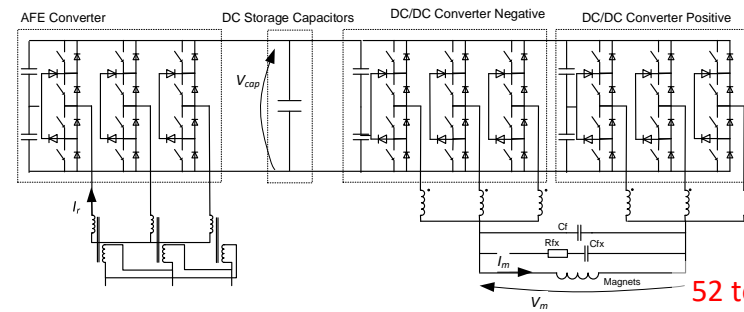 AFE Converter
DC Storage Capacitors
DC/DC Converter Negative
DC/DC Converter Positive
Vcap
Ir
Cf
Rfx
Cfx
Im
Magnets
Vm
52 t